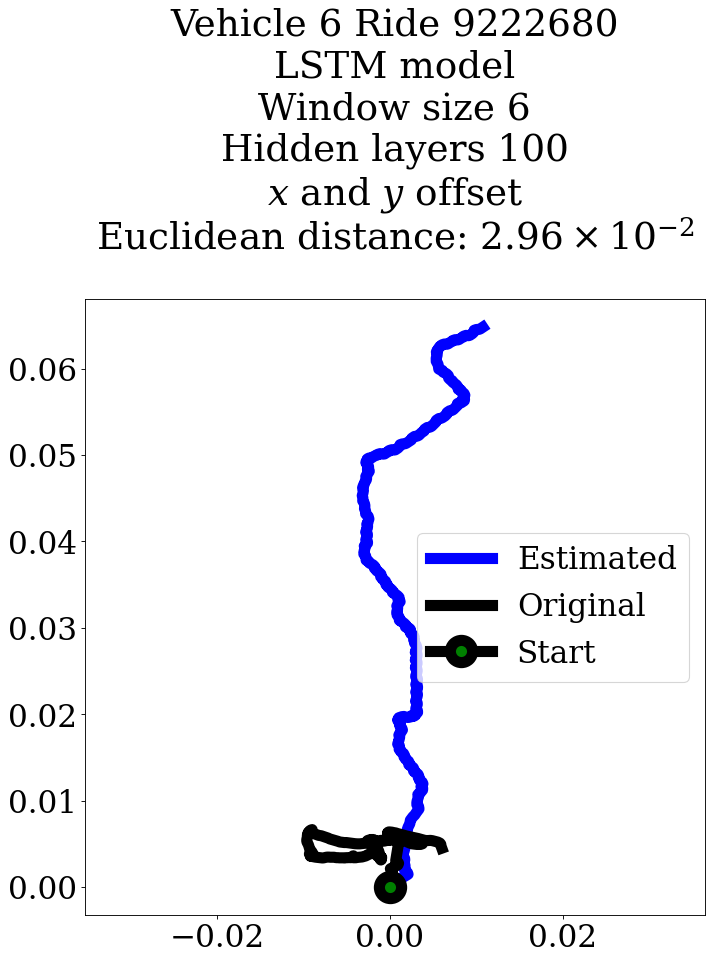 Vehicle 6 Ride 9222680
LSTM model
Window size 6
Hidden layers 100
x and y offset
Euclidean distance: 2.96 × 10⁻²
0.06
0.05
0.04
0.03
0.02
0.01
0.00
Estimated
Original
Start
−0.02 0.00 0.02